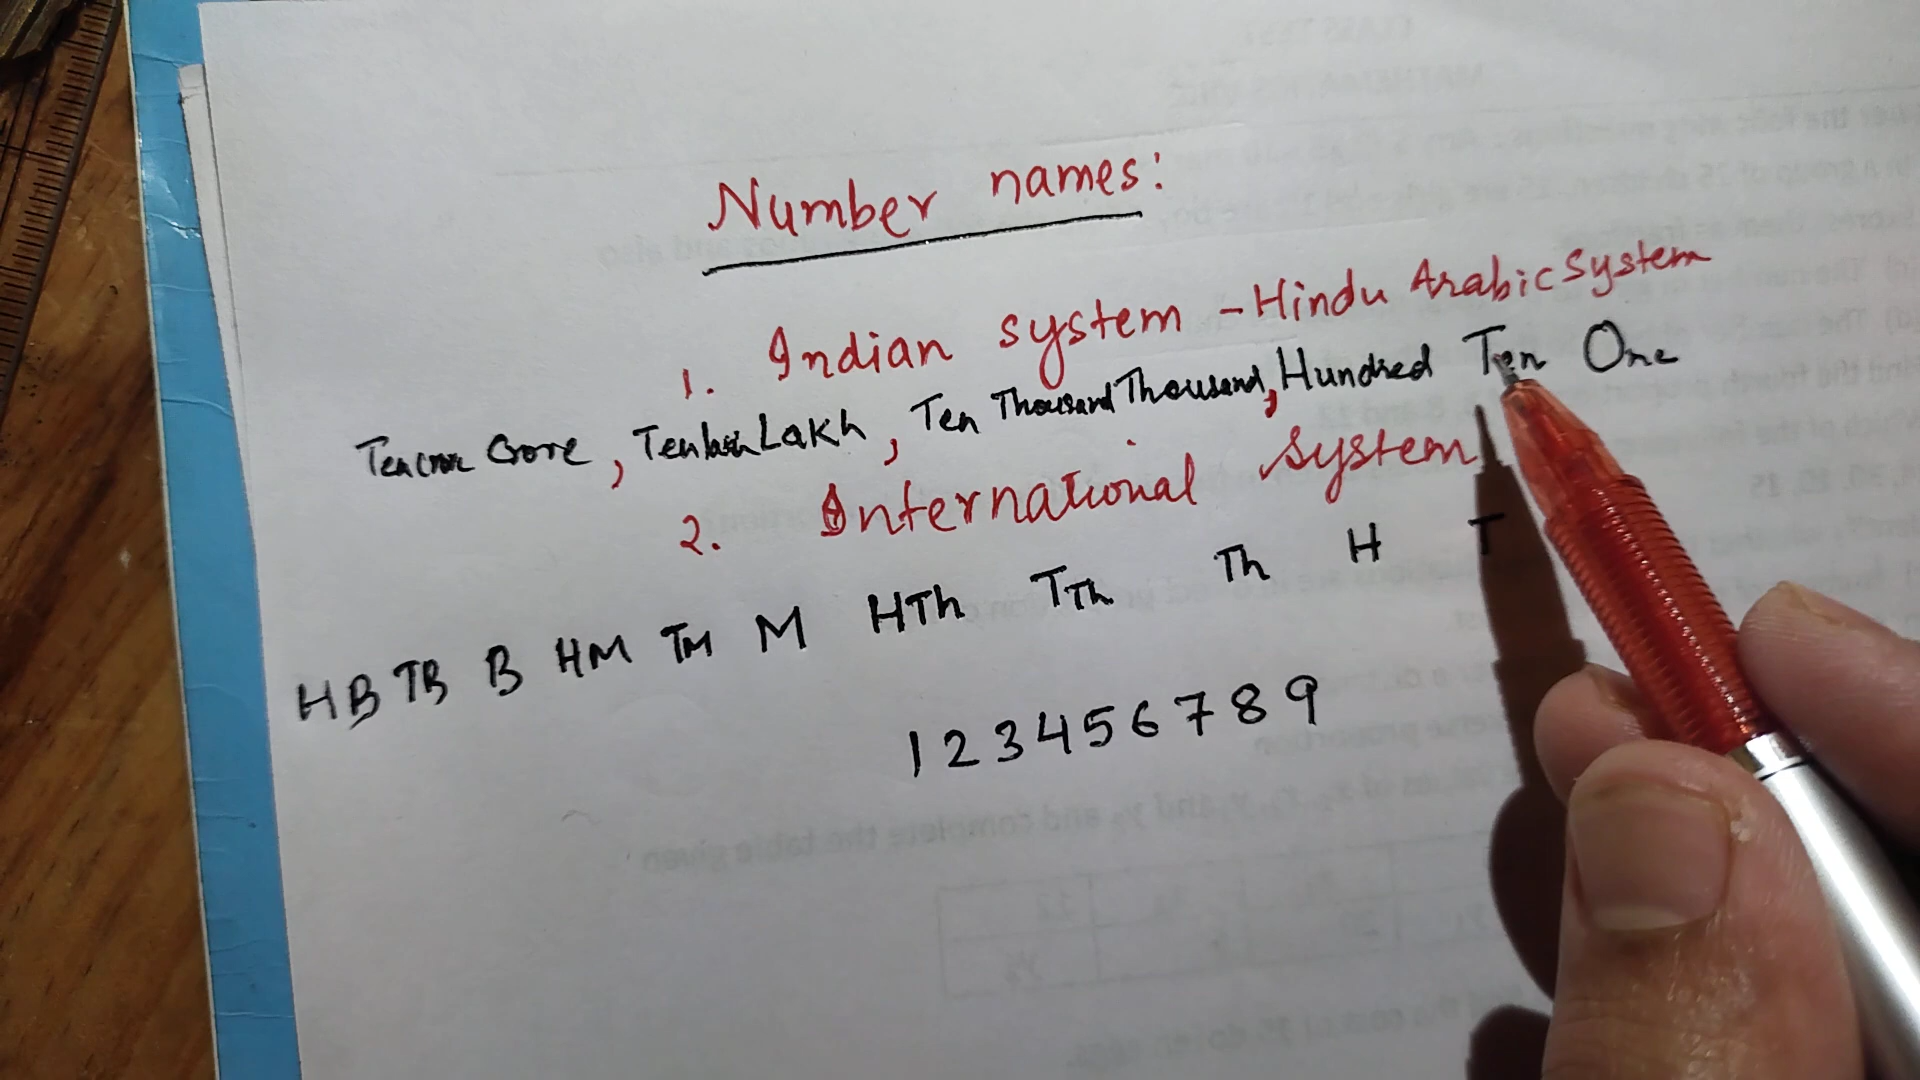 Number names:
1. Indian system - Hindu Arabic System
Ten crore Crore, Ten lakh Lakh, Ten Thousand Thousand, Hundred Ten One
2. International System
HB TB B HM TM M HTh TTh Th H T
1 2 3 4 5 6 7 8 9